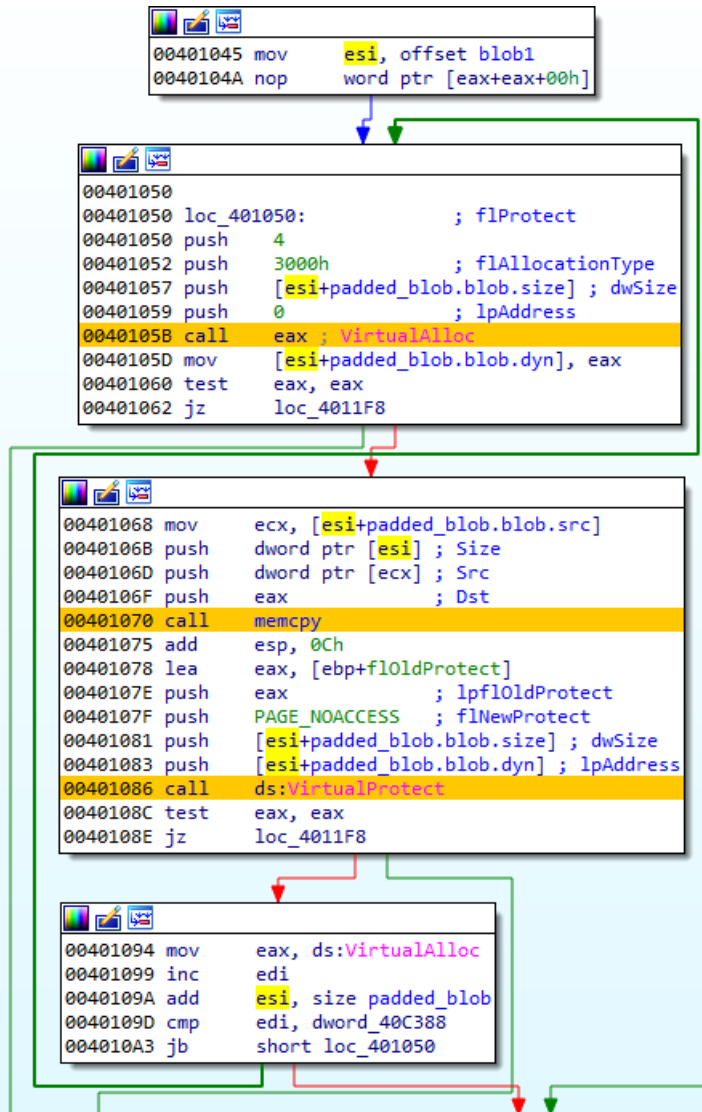 00401045 mov esi, offset blob1
0040104A nop word ptr [eax+eax+00h]
00401050
00401050 loc_401050: ; flProtect
00401050 push 4
00401052 push 3000h ; flAllocationType
00401057 push [esi+padded_blob.blob.size] ; dwSize
00401059 push 0 ; lpAddress
0040105B call eax ; VirtualAlloc
0040105D mov [esi+padded_blob.blob.dyn], eax
00401060 test eax, eax
00401062 jz loc_4011F8
00401068 mov ecx, [esi+padded_blob.blob.src]
0040106B push dword ptr [esi] ; Size
0040106D push dword ptr [ecx] ; Src
0040106F push eax ; Dst
00401070 call memcpy
00401075 add esp, 0Ch
00401078 lea eax, [ebp+flOldProtect]
0040107E push eax ; lpflOldProtect
0040107F push PAGE_NOACCESS ; flNewProtect
00401081 push [esi+padded_blob.blob.size] ; dwSize
00401083 push [esi+padded_blob.blob.dyn] ; lpAddress
00401086 call ds:VirtualProtect
0040108C test eax, eax
0040108E jz loc_4011F8
00401094 mov eax, ds:VirtualAlloc
00401099 inc edi
0040109A add esi, size padded_blob
0040109D cmp edi, dword_40C388
004010A3 jb short loc_401050